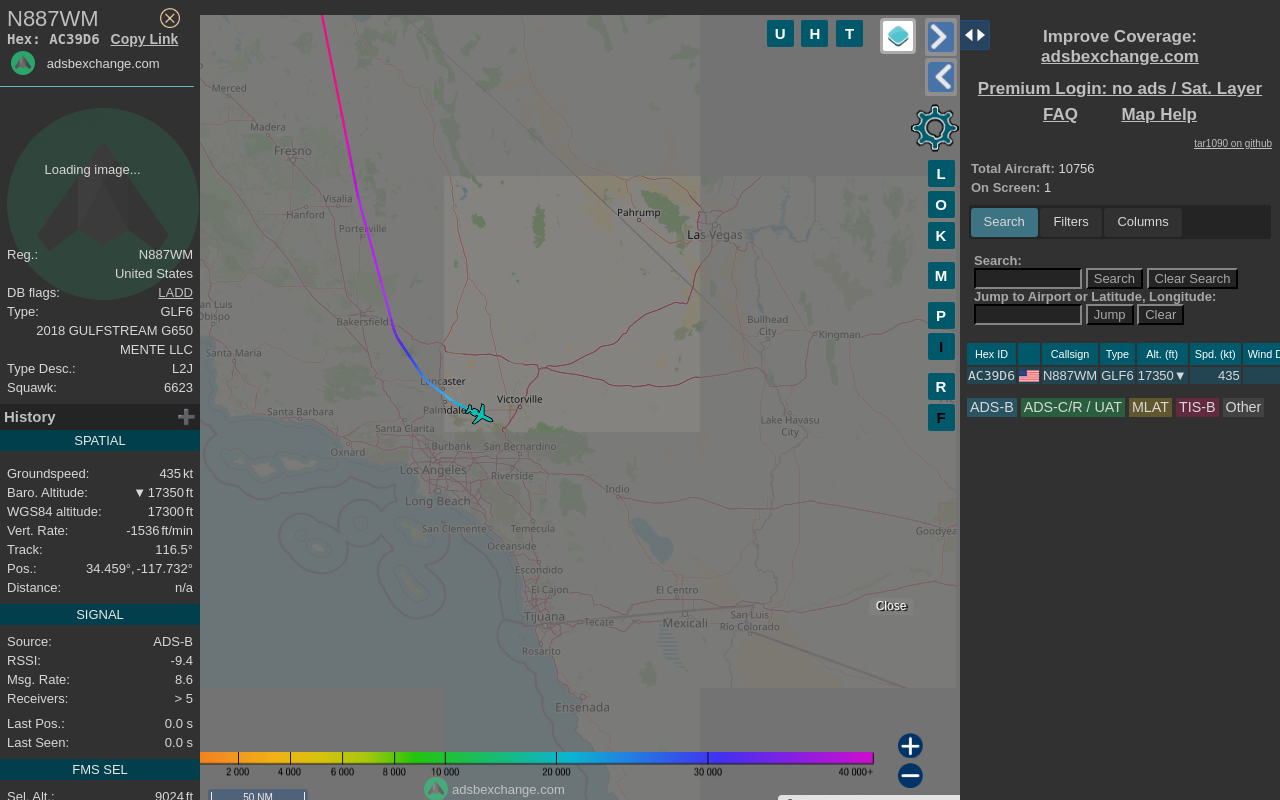 N887WM
Hex: AC39D6 Copy Link
adsbexchange.com
Loading image...
Reg.: N887WM
United States
DB flags: LADD
Type: GLF6
2018 GULFSTREAM G650
MENTE LLC
Type Desc.: L2J
Squawk: 6623
History
SPATIAL
Groundspeed: 435 kt
Baro. Altitude: ▼ 17350 ft
WGS84 altitude: 17300 ft
Vert. Rate: -1536 ft/min
Track: 116.5°
Pos.: 34.459°, -117.732°
Distance: n/a
SIGNAL
Source: ADS-B
RSSI: -9.4
Msg. Rate: 8.6
Receivers: > 5
Last Pos.: 0.0 s
Last Seen: 0.0 s
FMS SEL
Sel. Alt.: 9024 ft
U H T
L
O
K
M
P
I
R
F
Merced
Madera
Fresno
Visalia
Hanford
Porterville
Pahrump
Las Vegas
an Luis
Obispo
Bakersfield
Bullhead
City
Kingman
Santa Maria
Lancaster
Victorville
Palmdale
Santa Barbara
Santa Clarita
Lake Havasu
City
Oxnard
Burbank
San Bernardino
Los Angeles
Riverside
Long Beach
Indio
San Clemente
Temecula
Goodyea
Oceanside
Escondido
El Cajon
El Centro
Tijuana
Tecate
Mexicali
San Luis
Río Colorado
Rosarito
Ensenada
Close
2 000 4 000 6 000 8 000 10 000 20 000 30 000 40 000+
adsbexchange.com
50 NM
Improve Coverage:
adsbexchange.com
Premium Login: no ads / Sat. Layer
FAQ Map Help
tar1090 on github
Total Aircraft: 10756
On Screen: 1
Search Filters Columns
Search:
Search Clear Search
Jump to Airport or Latitude, Longitude:
Jump Clear
Hex ID Callsign Type Alt. (ft) Spd. (kt) Wind D
AC39D6 N887WM GLF6 17350▼ 435
ADS-B ADS-C/R / UAT MLAT TIS-B Other